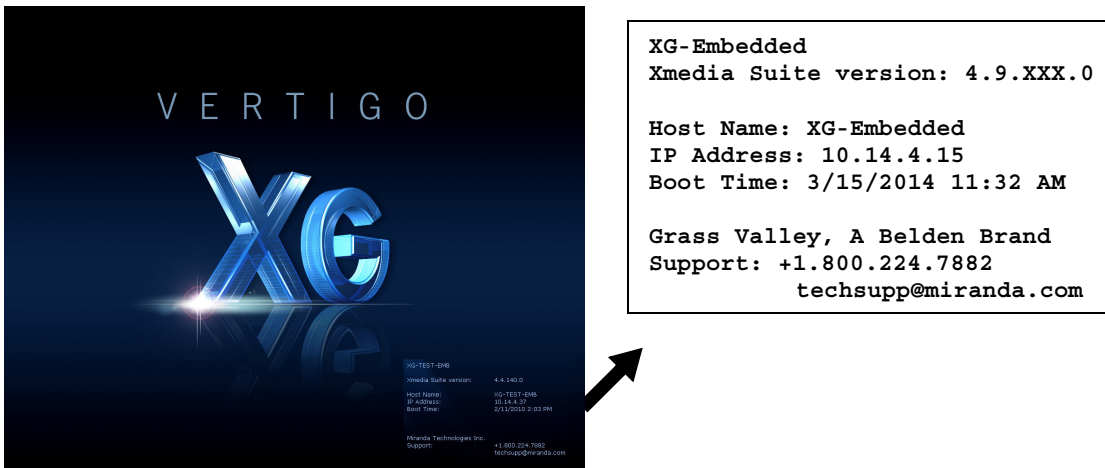 VERTIGO
XG
XG-TEST-EMB
Xmedia Suite version: 4.4.140.0
Host Name: XG-TEST-EMB
IP Address: 10.14.4.37
Boot Time: 2/11/2010 2:03 PM
Miranda Technologies Inc.
Support: +1.800.224.7882
techsupp@miranda.com
XG-Embedded
Xmedia Suite version: 4.9.XXX.0
Host Name: XG-Embedded
IP Address: 10.14.4.15
Boot Time: 3/15/2014 11:32 AM
Grass Valley, A Belden Brand
Support: +1.800.224.7882
techsupp@miranda.com